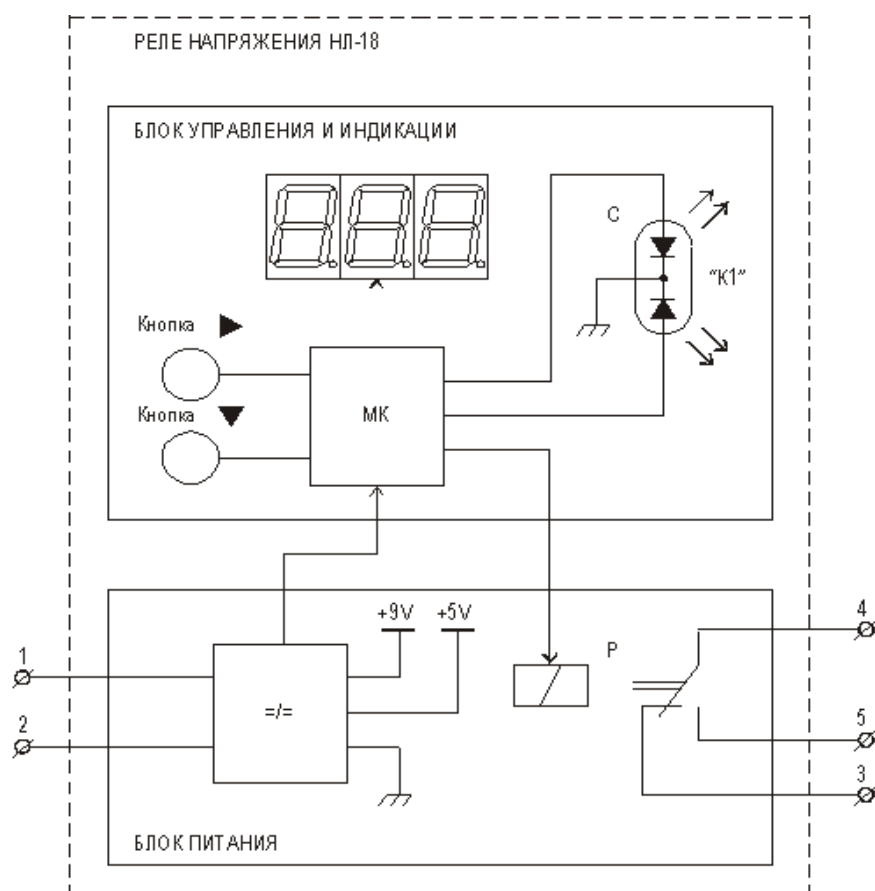 РЕЛЕ НАПРЯЖЕНИЯ НЛ-18
БЛОК УПРАВЛЕНИЯ И ИНДИКАЦИИ
С
"К1"
Кнопка
Кнопка
МК
+9V
+5V
4
1
Р
=/=
2
5
3
БЛОК ПИТАНИЯ